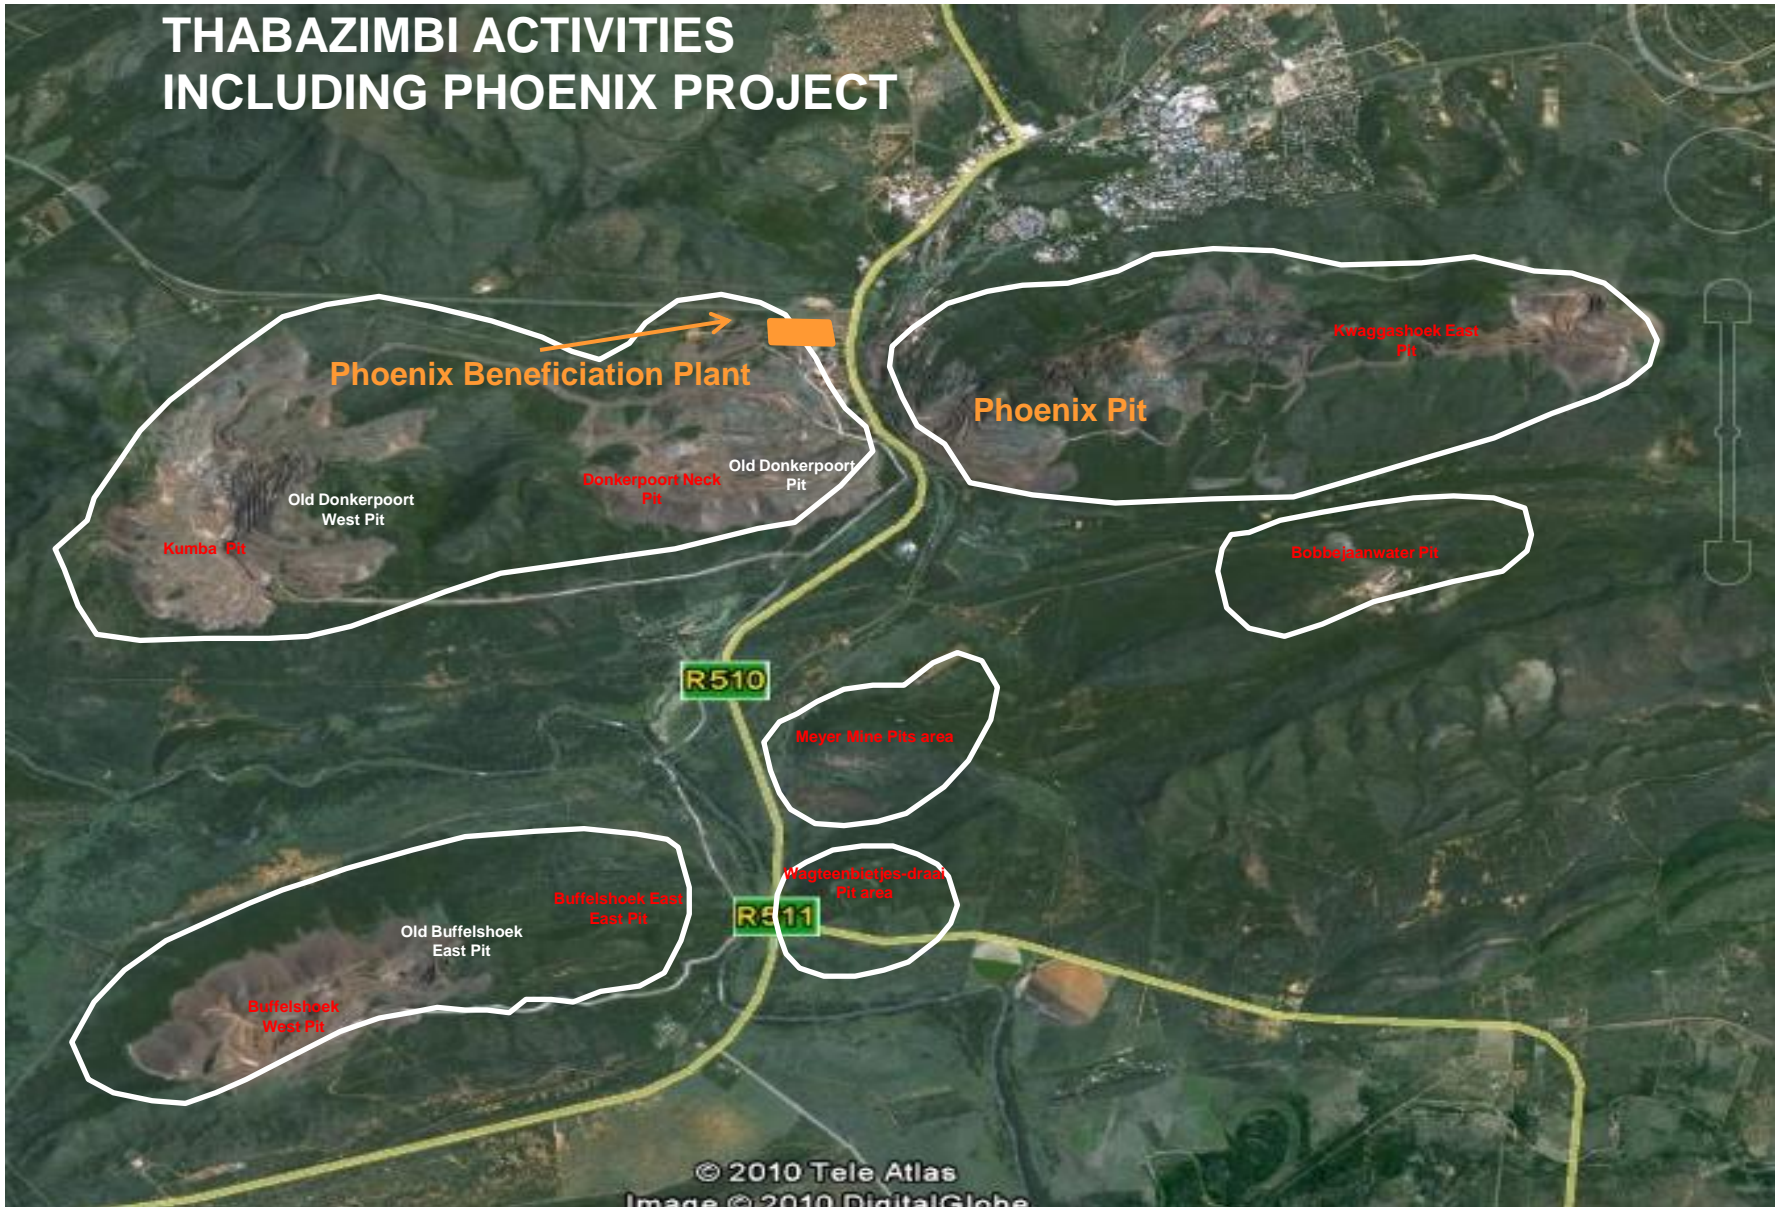 THABAZIMBI ACTIVITIES
INCLUDING PHOENIX PROJECT
Kwaggashoek East
Pit
Phoenix Beneficiation Plant
Phoenix Pit
Old Donkerpoort
Pit
Donkerpoort Neck
Pit
Old Donkerpoort
West Pit
Kumba Pit
Bobbejaanwater Pit
R510
Meyer Mine Pits area
Wagteenbietjes-draai
Pit area
Buffelshoek East
East Pit
R511
Old Buffelshoek
East Pit
Buffelshoek
West Pit
© 2010 Tele Atlas
Image © 2010 DigitalGlobe